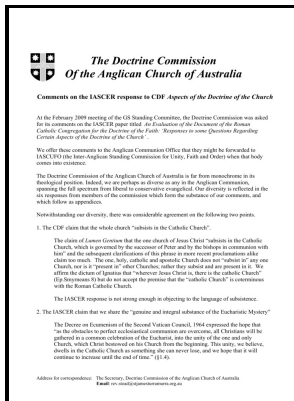 The Doctrine Commission
Of the Anglican Church of Australia
Comments on the IASCER response to CDF Aspects of the Doctrine of the Church
At the February 2009 meeting of the GS Standing Committee, the Doctrine Commission was asked
for its comments on the IASCER paper titled 'An Evaluation of the Document of the Roman
Catholic Congregation for the Doctrine of the Faith: 'Responses to some Questions Regarding
Certain Aspects of the Doctrine of the Church'.
We offer these comments to the Anglican Communion Office that they might be forwarded to
IASCUFO (the Inter-Anglican Standing Commission for Unity, Faith and Order) when that body
comes into existence.
The Doctrine Commission of the Anglican Church of Australia is far from monochrome in its
theological position. Indeed, we are perhaps as diverse as any in the Anglican Communion,
spanning the full spectrum from liberal to conservative evangelical. Our diversity is reflected in the
six responses from members of the commission which form the substance of our comments, and
which follow as appendices.
Notwithstanding our diversity, there was considerable agreement on the following two points.
1. The CDF claim that the whole church "subsists in the Catholic Church".
The claim of Lumen Gentium that the one church of Jesus Christ "subsists in the Catholic
Church, which is governed by the successor of Peter and by the bishops in communion with
him" and the subsequent clarifications of this phrase in more recent proclamations alike
claim too much. The one, holy, catholic and apostolic Church does not "subsist in" any one
Church, nor is it "present in" other Churches; rather they subsist and are present in it. We
affirm the dictum of Ignatius that "wherever Jesus Christ is, there is the catholic Church"
(Ep Smyrneans 8) but do not accept the premise that the "catholic Church" is coterminous
with the Roman Catholic Church.
The IASCER response is not strong enough in objecting to the language of subsistence.
2. The IASCER claim that we share the "genuine and integral substance of the Eucharistic Mystery"
The Decree on Ecumenism of the Second Vatican Council, 1964 expressed the hope that
"as the obstacles to perfect ecclesiastical communion are overcome, all Christians will be
gathered in a common celebration of the Eucharist, into the unity of the one and only
Church, which Christ bestowed on his Church from the beginning. This unity, we believe,
dwells in the Catholic Church as something she can never lose, and we hope that it will
continue to increase until the end of time." (§1.4).
Address for correspondence: The Secretary, Doctrine Commission of the Anglican Church of Australia